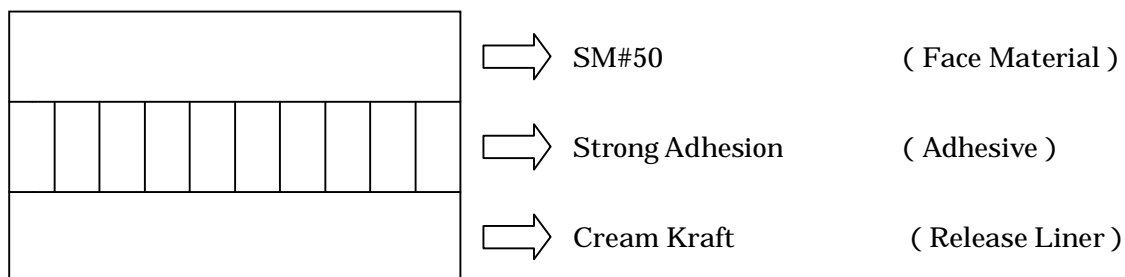 SM#50 ( Face Material )
Strong Adhesion ( Adhesive )
Cream Kraft ( Release Liner )